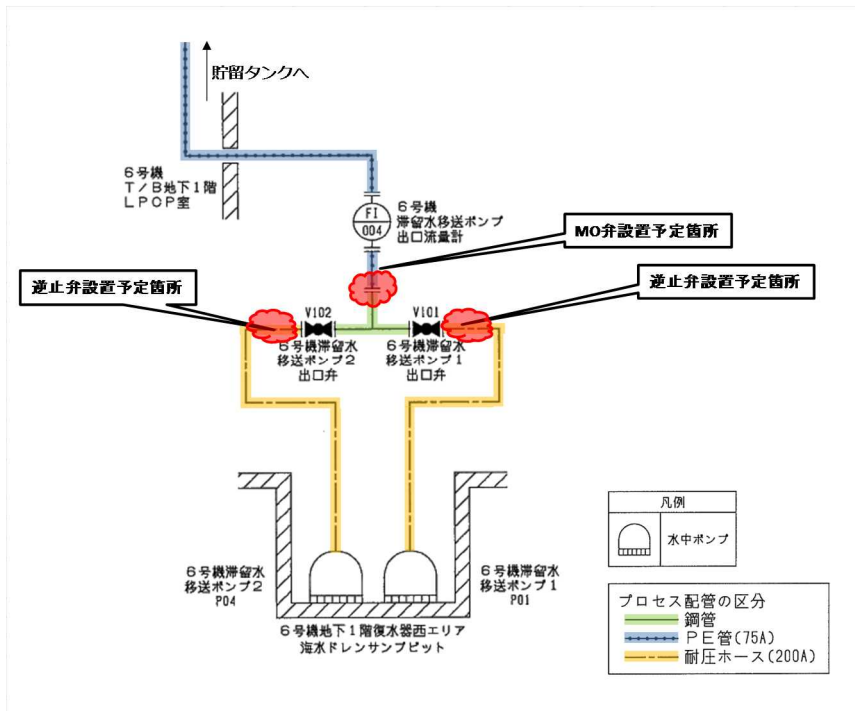 貯留タンクへ
6号機
T/B地下1階
LPCP室
FI
004
6号機
滞留水移送ポンプ
出口流量計
MO弁設置予定箇所
逆止弁設置予定箇所
逆止弁設置予定箇所
V102
V101
6号機滞留水
移送ポンプ2
出口弁
6号機滞留水
移送ポンプ1
出口弁
6号機滞留水
移送ポンプ2
P04
6号機滞留水
移送ポンプ1
P01
6号機地下1階復水器西エリア
海水ドレンサンプピット
凡例
水中ポンプ
プロセス配管の区分
鋼管
PE管(75A)
耐圧ホース(200A)